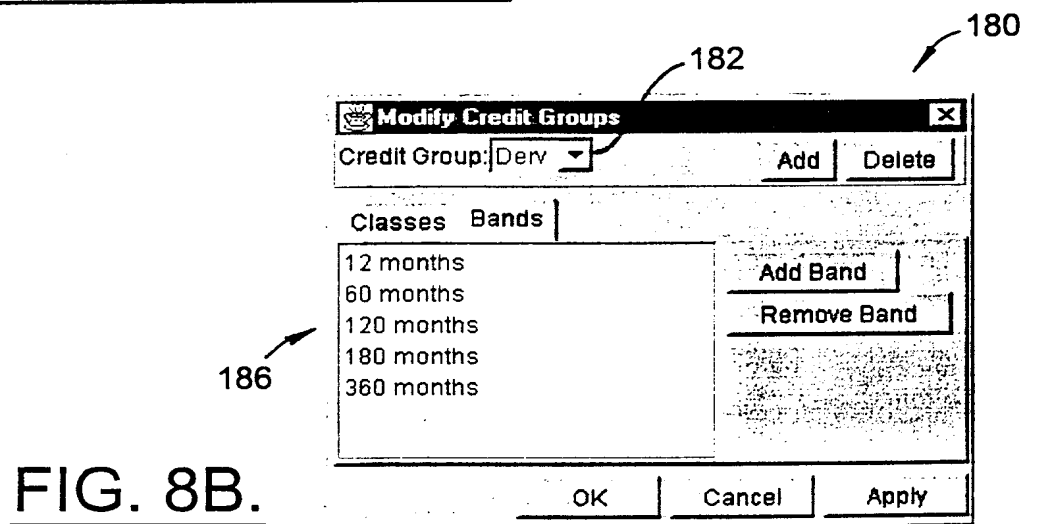 180
182
Modify Credit Groups
Credit Group: Derv Add Delete
Classes Bands
12 months
60 months
120 months
180 months
360 months
Add Band
Remove Band
186
OK Cancel Apply
FIG. 8B.